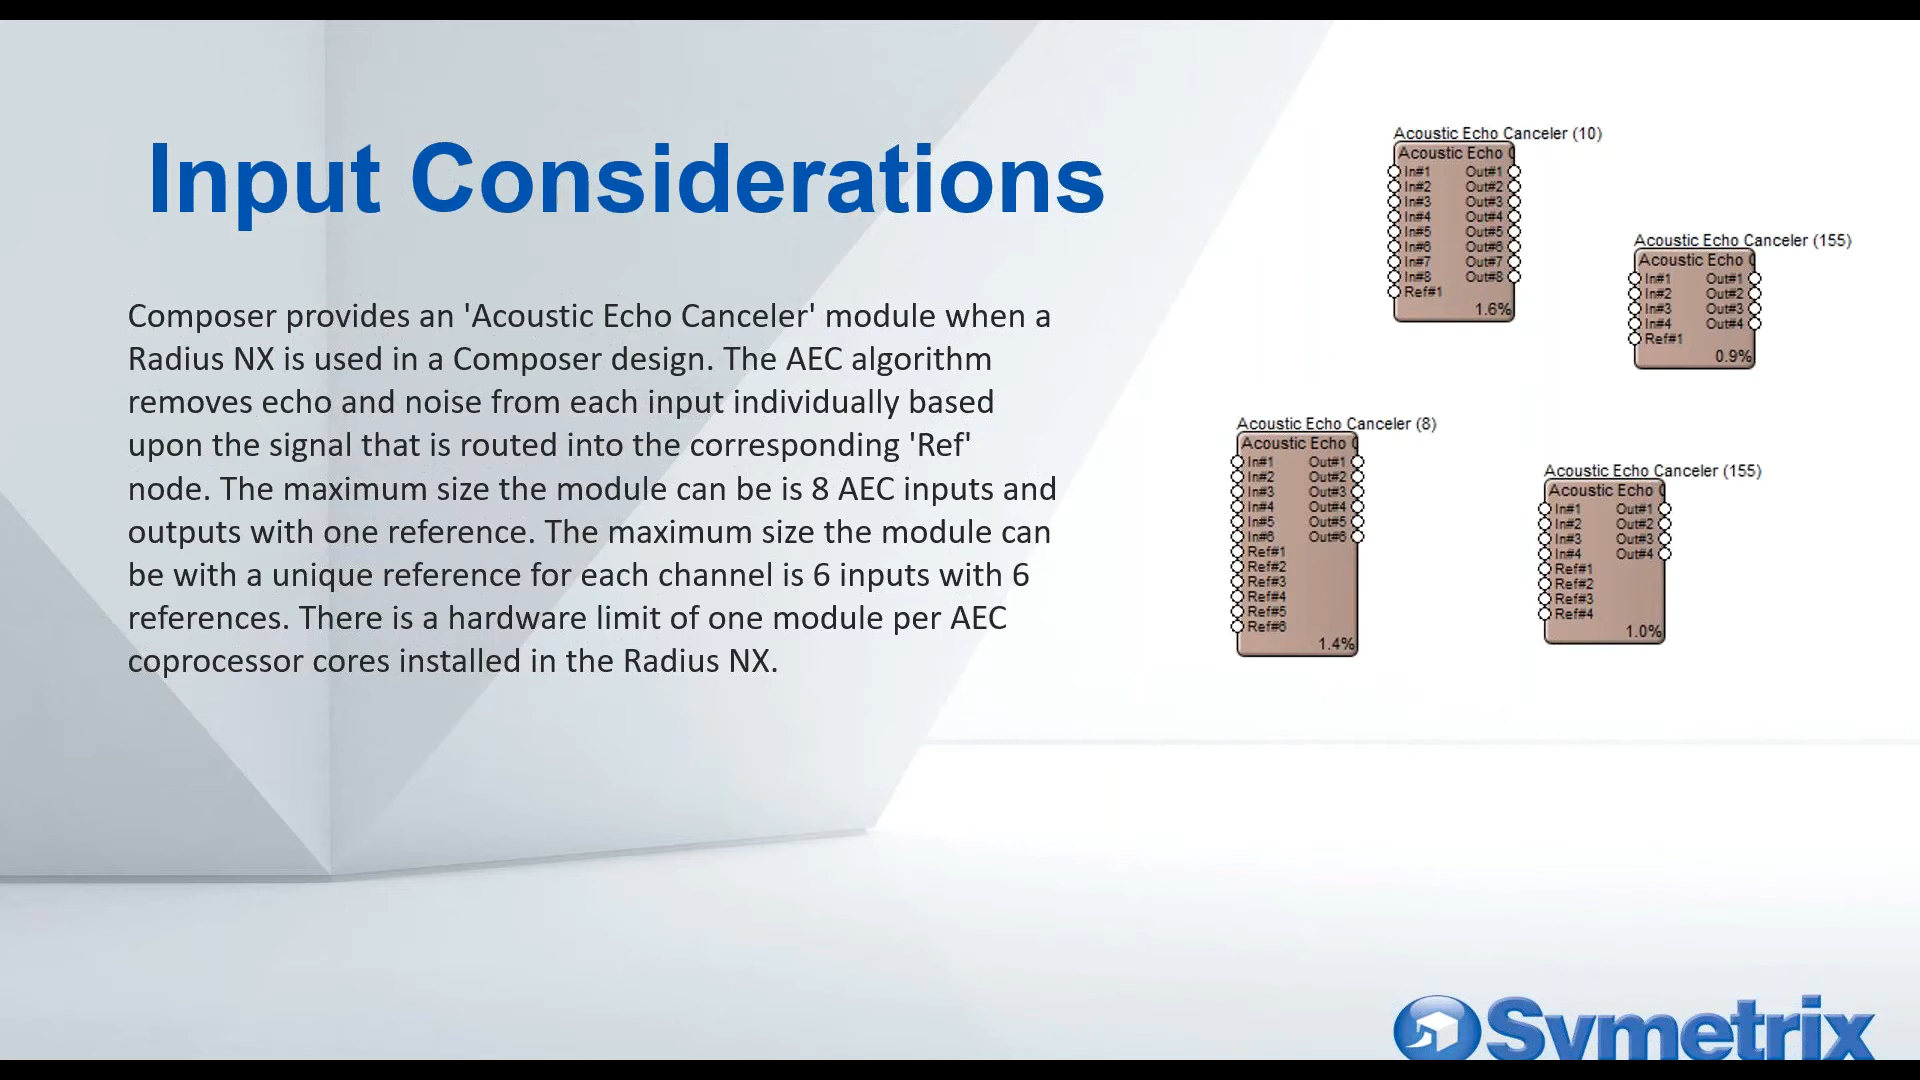 Input Considerations
Composer provides an 'Acoustic Echo Canceler' module when a
Radius NX is used in a Composer design. The AEC algorithm
removes echo and noise from each input individually based
upon the signal that is routed into the corresponding 'Ref'
node. The maximum size the module can be is 8 AEC inputs and
outputs with one reference. The maximum size the module can
be with a unique reference for each channel is 6 inputs with 6
references. There is a hardware limit of one module per AEC
coprocessor cores installed in the Radius NX.
Acoustic Echo Canceler (10)
Acoustic Echo C
In#1 Out#1
In#2 Out#2
In#3 Out#3
In#4 Out#4
In#5 Out#5
In#6 Out#6
In#7 Out#7
In#8 Out#8
Ref#1
1.6%
Acoustic Echo Canceler (155)
Acoustic Echo C
In#1 Out#1
In#2 Out#2
In#3 Out#3
In#4 Out#4
Ref#1
0.9%
Acoustic Echo Canceler (8)
Acoustic Echo C
In#1 Out#1
In#2 Out#2
In#3 Out#3
In#4 Out#4
In#5 Out#5
In#6 Out#6
Ref#1
Ref#2
Ref#3
Ref#4
Ref#5
Ref#6
1.4%
Acoustic Echo Canceler (155)
Acoustic Echo C
In#1 Out#1
In#2 Out#2
In#3 Out#3
In#4 Out#4
Ref#1
Ref#2
Ref#3
Ref#4
1.0%
Symetrix